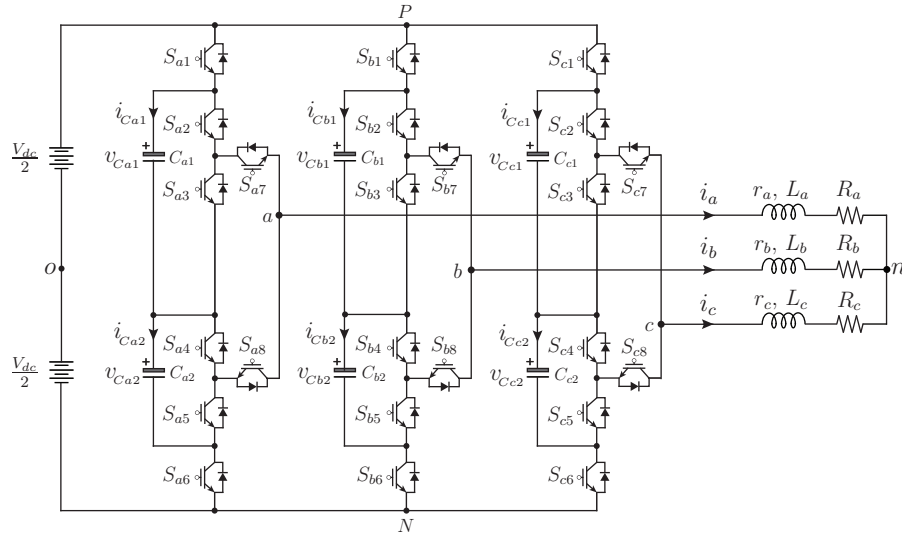 P
S_{a1} S_{b1} S_{c1}
i_{Ca1} i_{Cb1} i_{Cc1}
S_{a2} S_{b2} S_{c2}
V_{dc}/2
+ + +
v_{Ca1} C_{a1} v_{Cb1} C_{b1} v_{Cc1} C_{c1}
S_{a7} S_{b7} S_{c7}
S_{a3} S_{b3} S_{c3}
a i_a r_a, L_a R_a
o b i_b r_b, L_b R_b n
c i_c r_c, L_c R_c
i_{Ca2} i_{Cb2} i_{Cc2}
S_{a4} S_{a8} S_{b4} S_{b8} S_{c4} S_{c8}
V_{dc}/2
+ + +
v_{Ca2} C_{a2} v_{Cb2} C_{b2} v_{Cc2} C_{c2}
S_{a5} S_{b5} S_{c5}
S_{a6} S_{b6} S_{c6}
N